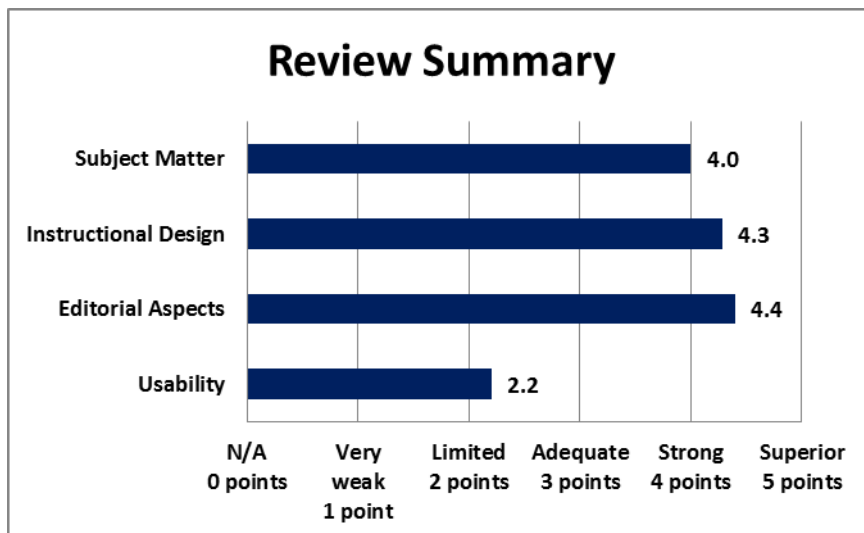 Review Summary
Subject Matter
4.0
Instructional Design
4.3
Editorial Aspects
4.4
Usability
2.2
N/A
0 points
Very
weak
1 point
Limited
2 points
Adequate
3 points
Strong
4 points
Superior
5 points